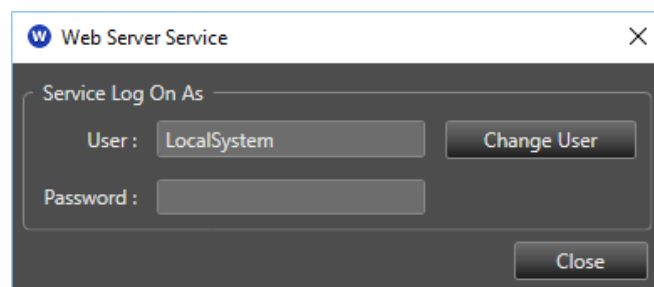 W Web Server Service
Service Log On As
User : LocalSystem Change User
Password :
Close